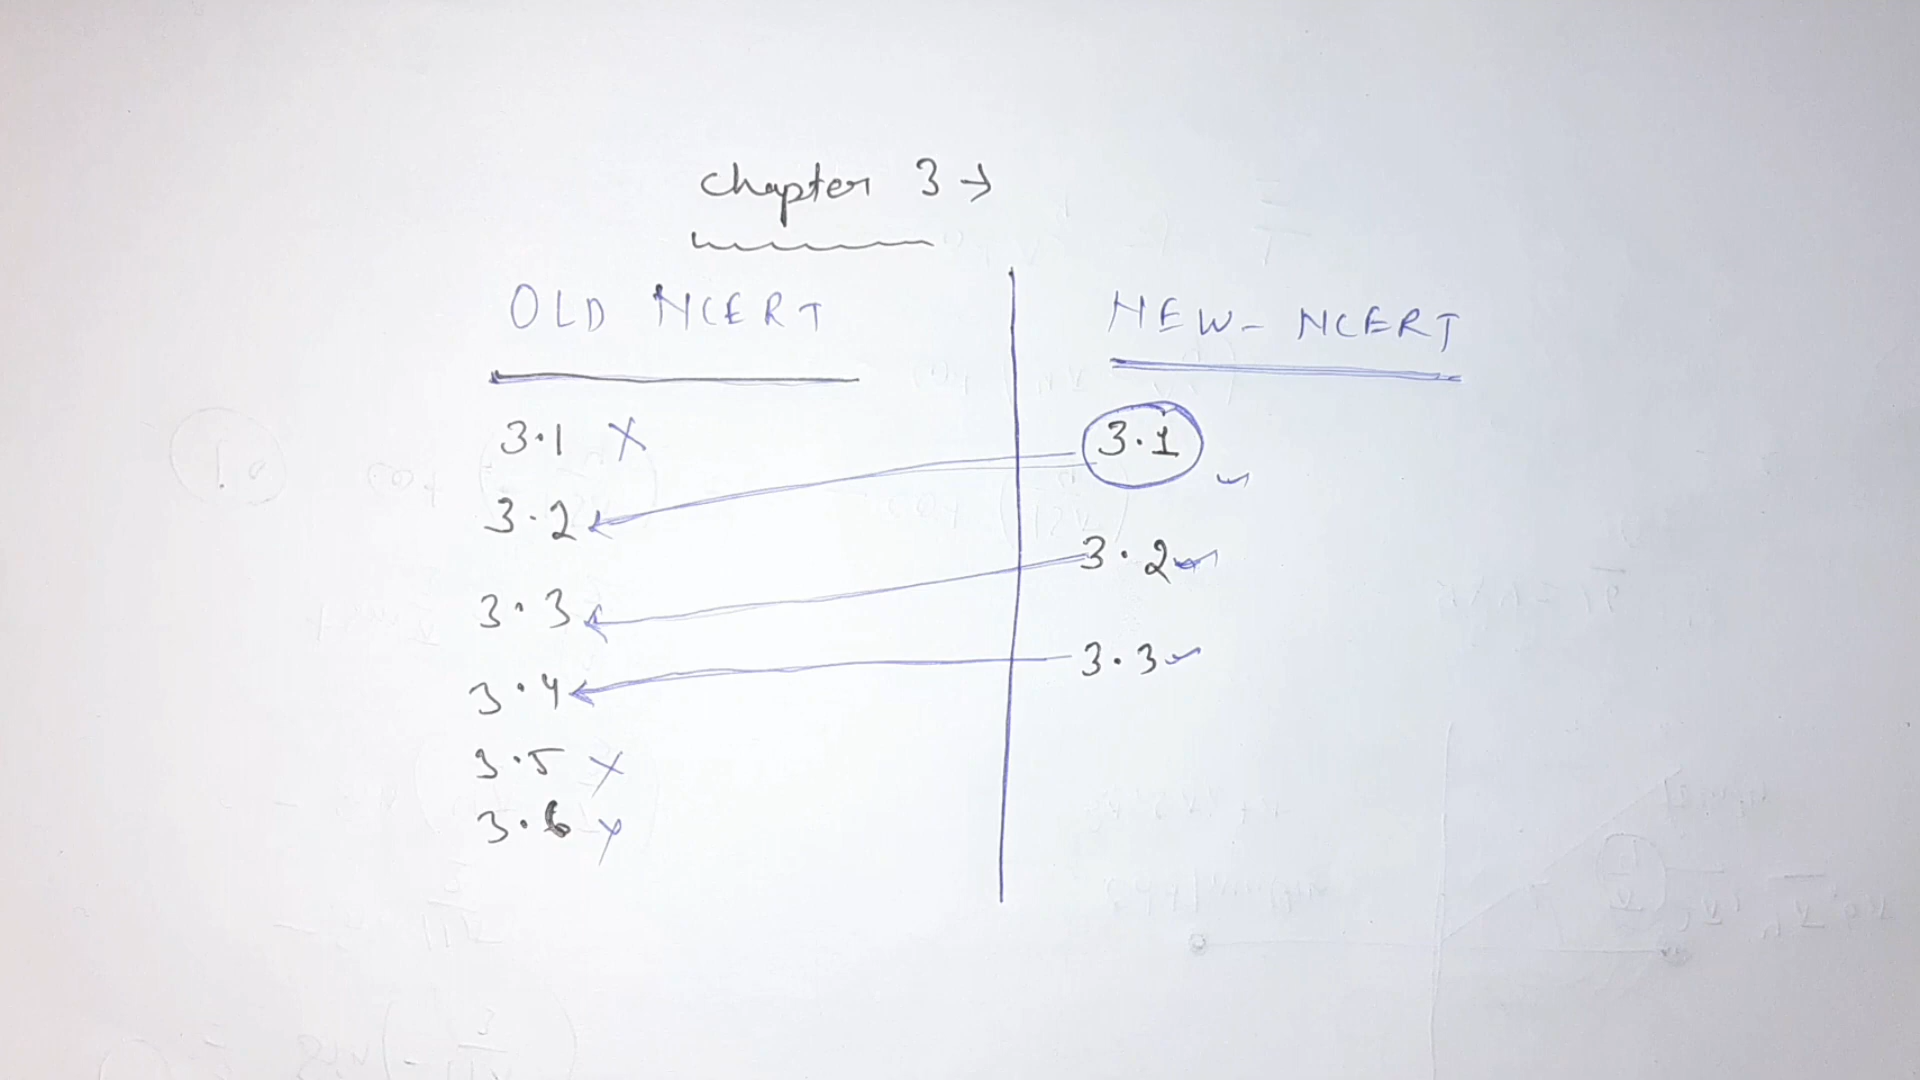 Chapter 3 →
OLD NCERT
NEW- NCERT
3.1 X
3.2
3.3
3.4
3.5 X
3.6 X
3.1
3.2
3.3